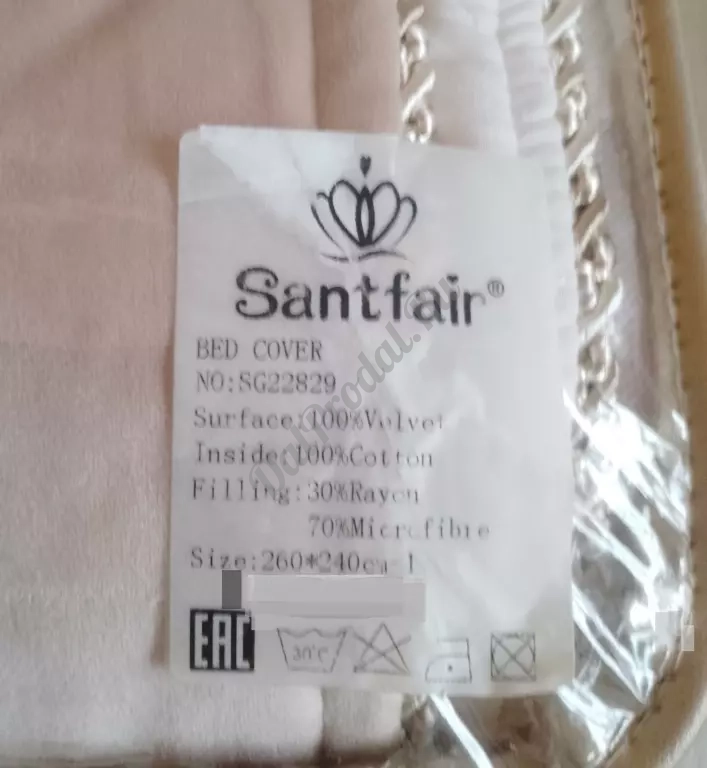 Santfair®
BED COVER
NO:SG22829
Surface:100%Velvet
Inside:100%Cotton
Filling:30%Rayon
70%Microfibre
Size:260*240cm-1
EAC
30°C